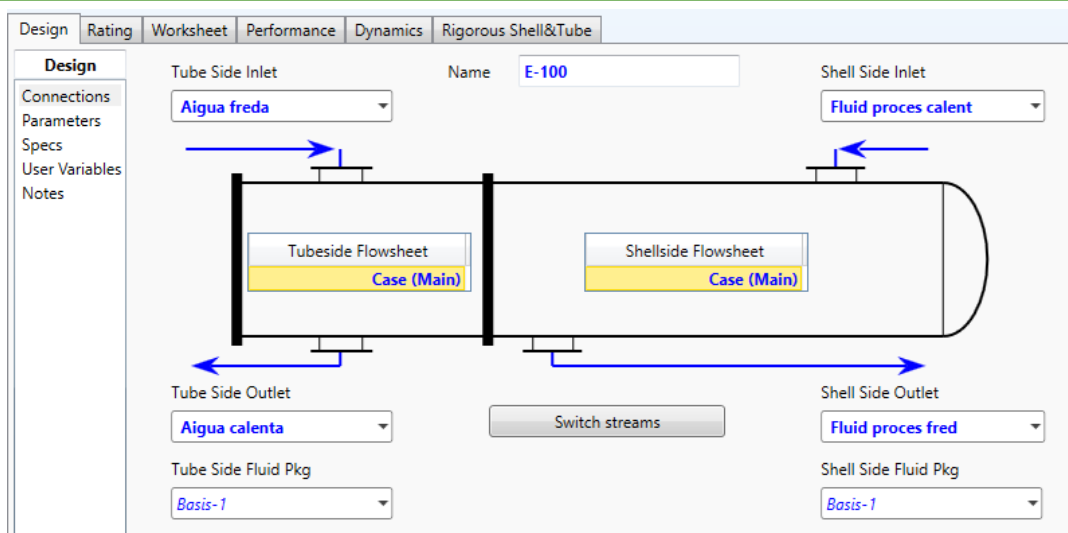 Design Rating Worksheet Performance Dynamics Rigorous Shell&Tube
Design
Connections
Parameters
Specs
User Variables
Notes
Tube Side Inlet
Aigua freda
Name E-100
Shell Side Inlet
Fluid proces calent
Tubeside Flowsheet
Case (Main)
Shellside Flowsheet
Case (Main)
Tube Side Outlet
Aigua calenta
Switch streams
Shell Side Outlet
Fluid proces fred
Tube Side Fluid Pkg
Basis-1
Shell Side Fluid Pkg
Basis-1